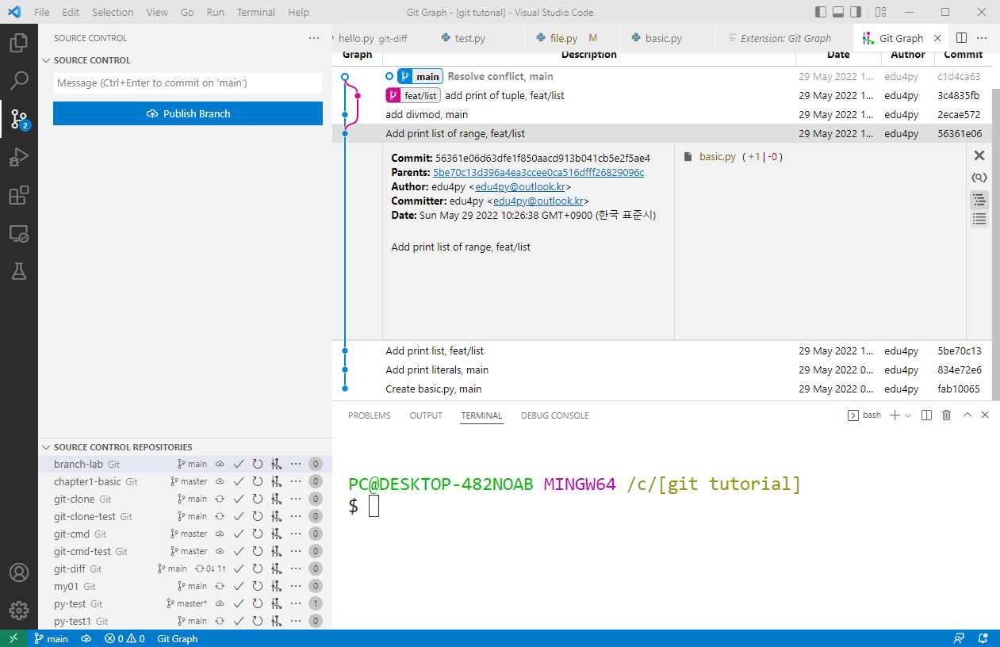 File Edit Selection View Go Run Terminal Help Git Graph - [git tutorial] - Visual Studio Code
SOURCE CONTROL ...
SOURCE CONTROL
Message (Ctrl+Enter to commit on 'main')
Publish Branch
2
SOURCE CONTROL REPOSITORIES
branch-lab Git main ... 0
chapter1-basic Git master ... 0
git-clone Git main ... 0
git-clone-test Git main ... 0
git-cmd Git master ... 0
git-cmd-test Git master ... 0
git-diff Git main 0↓ 1↑ ... 0
my01 Git main ... 0
py-test Git master* ... 1
py-test1 Git main ... 0
hello.py git-diff test.py file.py M basic.py Extension: Git Graph Git Graph ...
Graph Description Date Author Commit
main Resolve conflict, main 29 May 2022 1... edu4py c1d4ca63
feat/list add print of tuple, feat/list 29 May 2022 1... edu4py 3c4835fb
add divmod, main 29 May 2022 1... edu4py 2ecae572
Add print list of range, feat/list 29 May 2022 1... edu4py 56361e06
Commit: 56361e06d63dfe1f850aacd913b041cb5e2f5ae4
Parents: 5be70c13d396a4ea3ccee0ca516dfff26829096c
Author: edu4py <edu4py@outlook.kr>
Committer: edu4py <edu4py@outlook.kr>
Date: Sun May 29 2022 10:26:38 GMT+0900 (한국 표준시)
Add print list of range, feat/list
basic.py ( +1 | -0 )
Add print list, feat/list 29 May 2022 1... edu4py 5be70c13
Add print literals, main 29 May 2022 0... edu4py 834e72e6
Create basic.py, main 29 May 2022 0... edu4py fab10065
PROBLEMS OUTPUT TERMINAL DEBUG CONSOLE bash
PC@DESKTOP-482NOAB MINGW64 /c/[git tutorial]
$
main 0 0 Git Graph